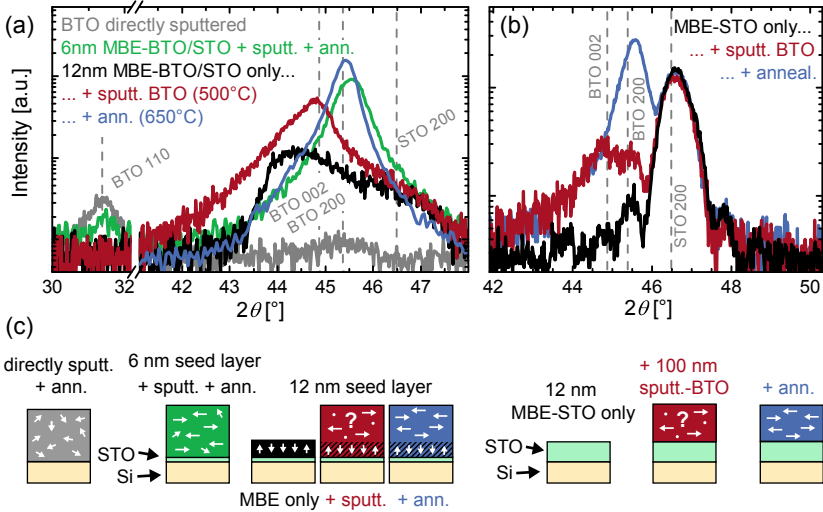 (a)
BTO directly sputtered
6nm MBE-BTO/STO + sputt. + ann.
12nm MBE-BTO/STO only...
... + sputt. BTO (500°C)
... + ann. (650°C)
Intensity [a.u.]
BTO 110
BTO 002
BTO 200
STO 200
30 32 42 43 44 45 46 47
2θ [°]
(b)
MBE-STO only...
... + sputt. BTO
... + anneal.
BTO 002
BTO 200
STO 200
42 44 46 48 50
2θ [°]
(c)
directly sputt.
+ ann.
6 nm seed layer
+ sputt. + ann.
12 nm seed layer
?
STO
Si
MBE only + sputt. + ann.
12 nm
MBE-STO only
+ 100 nm
sputt.-BTO
+ ann.
?
STO
Si